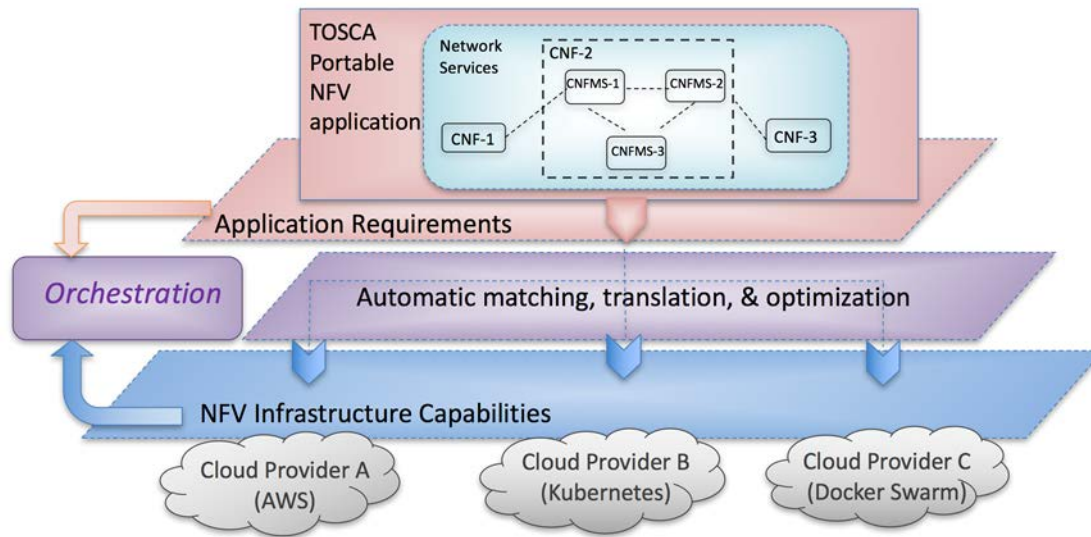 TOSCA
Portable
NFV
application
Network
Services
CNF-2
CNFMS-1
CNFMS-2
CNF-1
CNFMS-3
CNF-3
Application Requirements
Orchestration
Automatic matching, translation, & optimization
NFV Infrastructure Capabilities
Cloud Provider A
(AWS)
Cloud Provider B
(Kubernetes)
Cloud Provider C
(Docker Swarm)